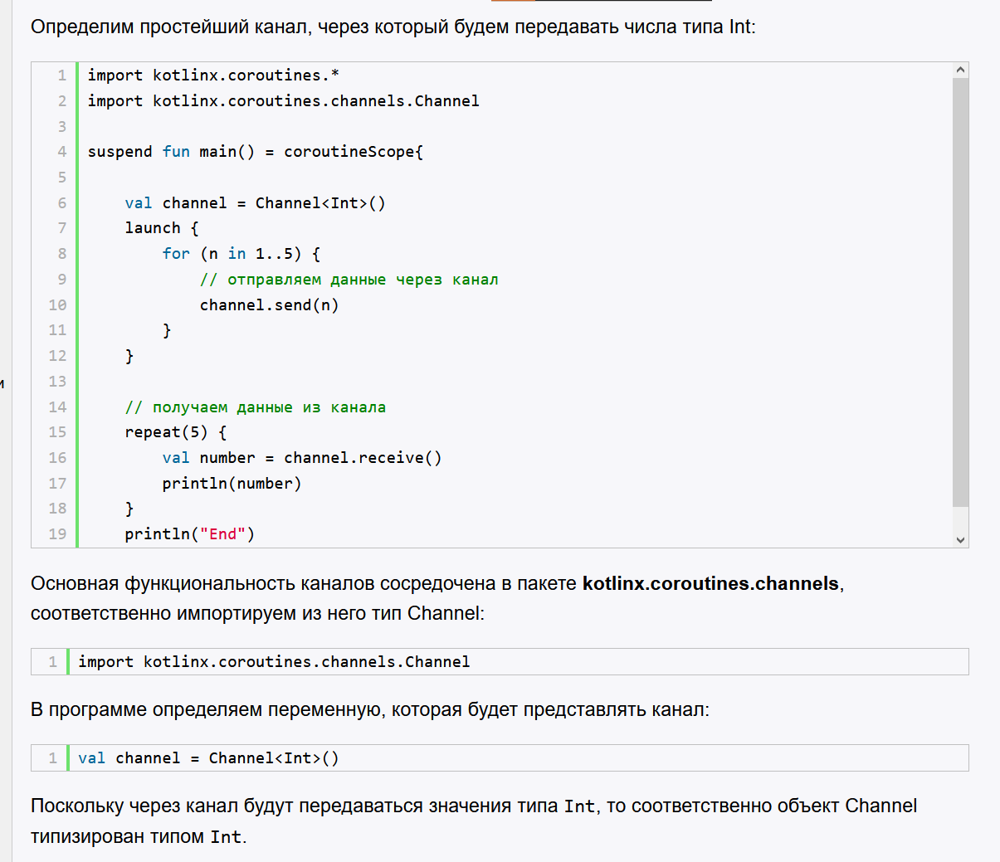 Определим простейший канал, через который будем передавать числа типа Int:
1 import kotlinx.coroutines.*
2 import kotlinx.coroutines.channels.Channel
3
4 suspend fun main() = coroutineScope{
5
6     val channel = Channel<Int>()
7     launch {
8         for (n in 1..5) {
9             // отправляем данные через канал
10             channel.send(n)
11         }
12     }
13
14     // получаем данные из канала
15     repeat(5) {
16         val number = channel.receive()
17         println(number)
18     }
19     println("End")
и
Основная функциональность каналов сосредочена в пакете kotlinx.coroutines.channels,
соответственно импортируем из него тип Channel:
1 import kotlinx.coroutines.channels.Channel
В программе определяем переменную, которая будет представлять канал:
1 val channel = Channel<Int>()
Поскольку через канал будут передаваться значения типа Int, то соответственно объект Channel
типизирован типом Int.